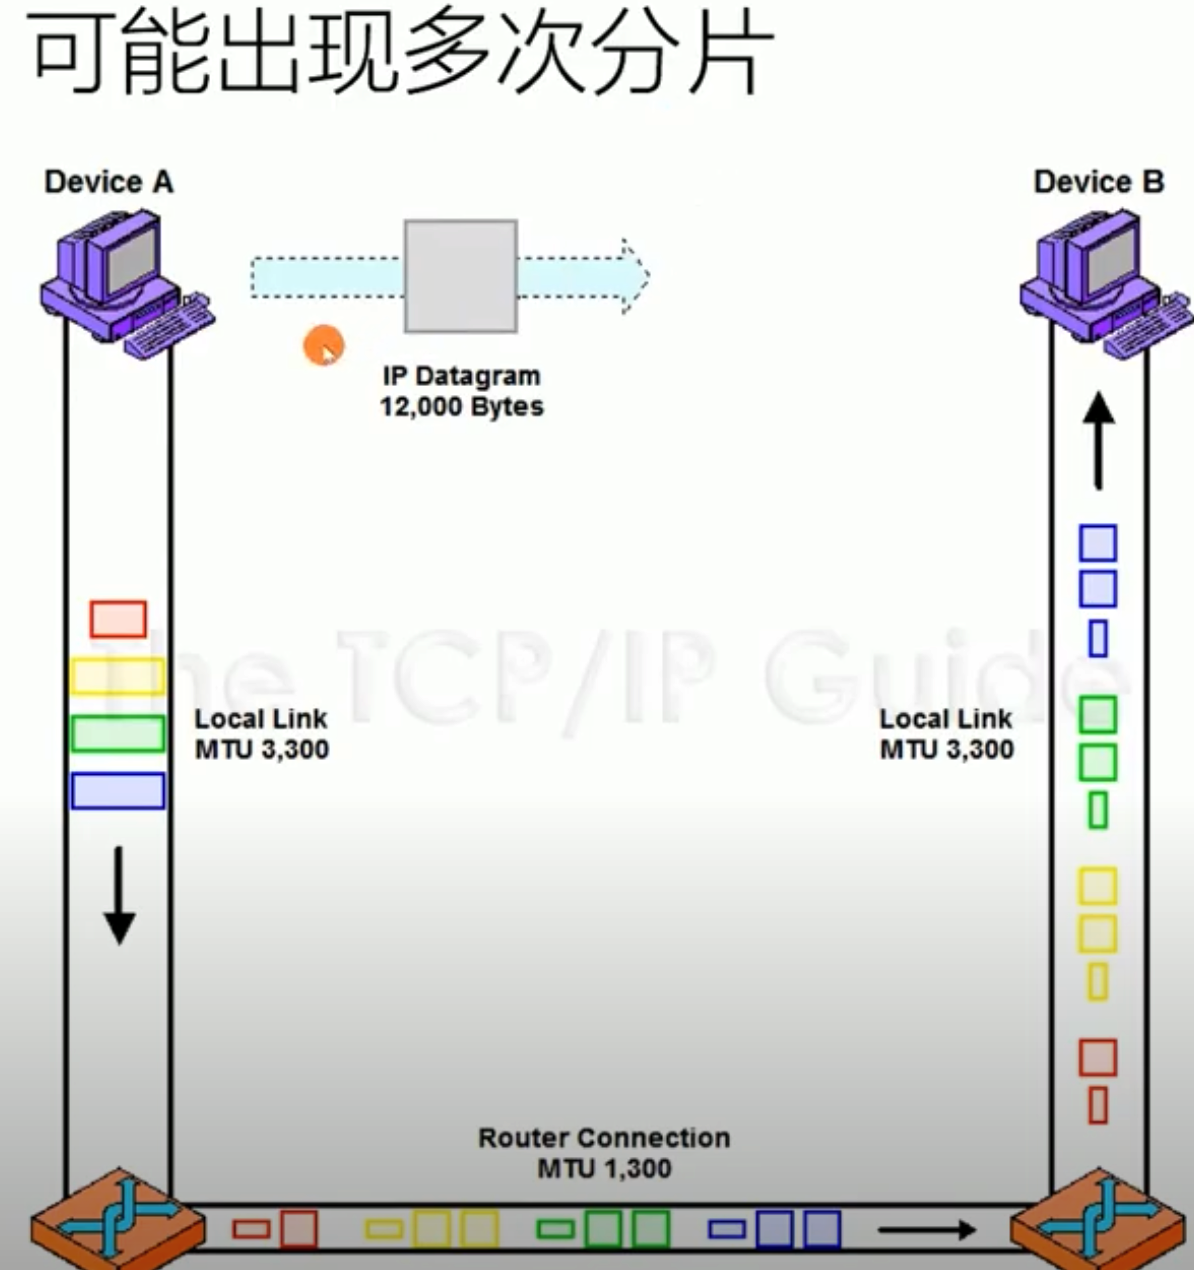 可能出现多次分片
Device A
Device B
IP Datagram
12,000 Bytes
The TCP/IP Guide
Local Link
MTU 3,300
Local Link
MTU 3,300
Router Connection
MTU 1,300